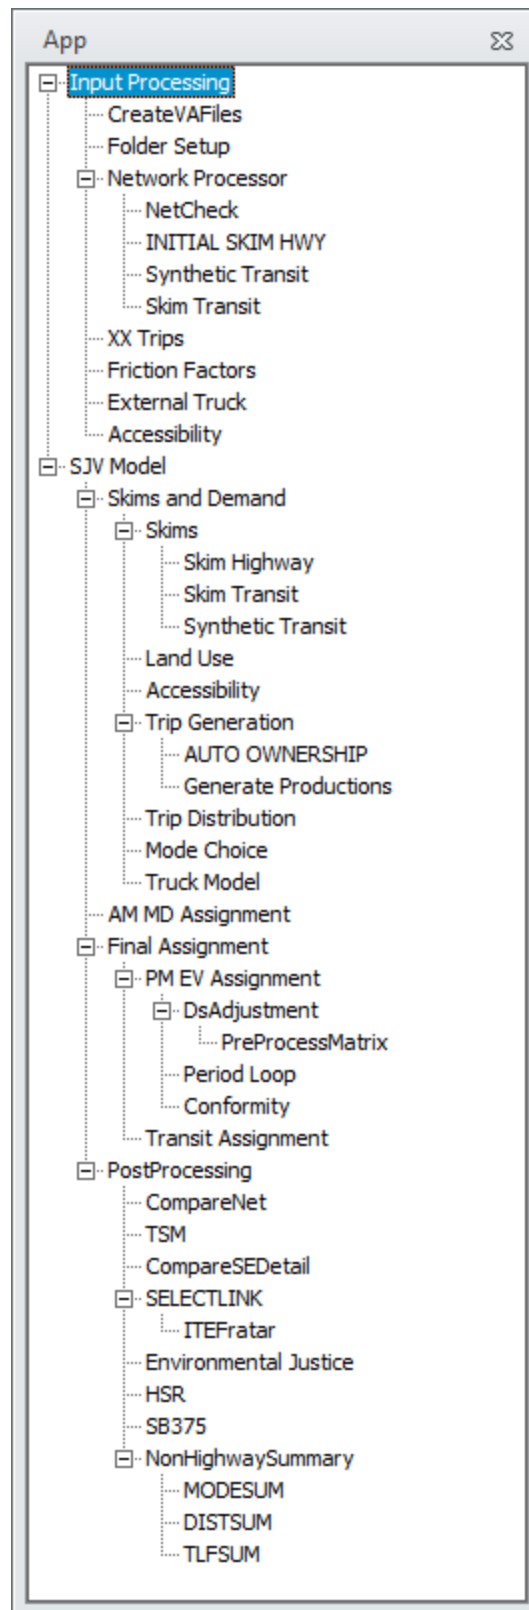 App
Input Processing
CreateVAFiles
Folder Setup
Network Processor
NetCheck
INITIAL SKIM HWY
Synthetic Transit
Skim Transit
XX Trips
Friction Factors
External Truck
Accessibility
SJV Model
Skims and Demand
Skims
Skim Highway
Skim Transit
Synthetic Transit
Land Use
Accessibility
Trip Generation
AUTO OWNERSHIP
Generate Productions
Trip Distribution
Mode Choice
Truck Model
AM MD Assignment
Final Assignment
PM EV Assignment
DsAdjustment
PreProcessMatrix
Period Loop
Conformity
Transit Assignment
PostProcessing
CompareNet
TSM
CompareSEDetail
SELECTLINK
ITEFratar
Environmental Justice
HSR
SB375
NonHighwaySummary
MODESUM
DISTSUM
TLFSUM